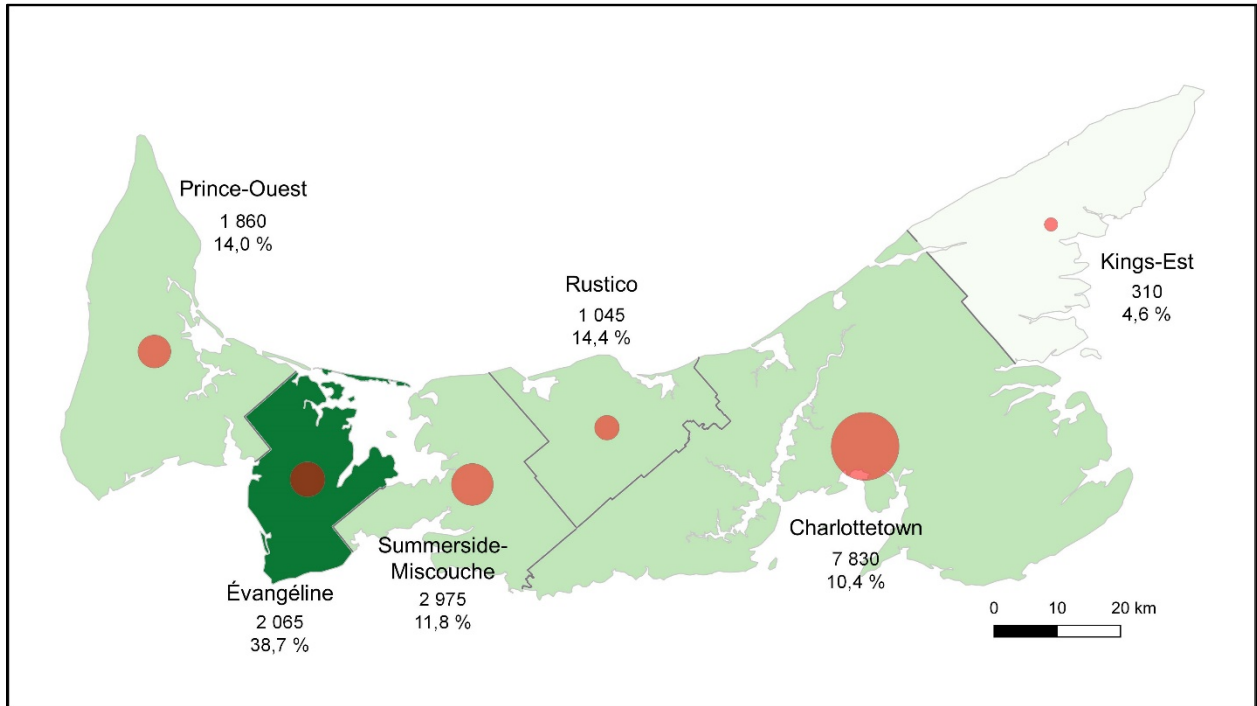 Prince-Ouest
1 860
14,0 %
Rustico
1 045
14,4 %
Kings-Est
310
4,6 %
Évangéline
2 065
38,7 %
Summerside-
Miscouche
2 975
11,8 %
Charlottetown
7 830
10,4 %
0 10 20 km